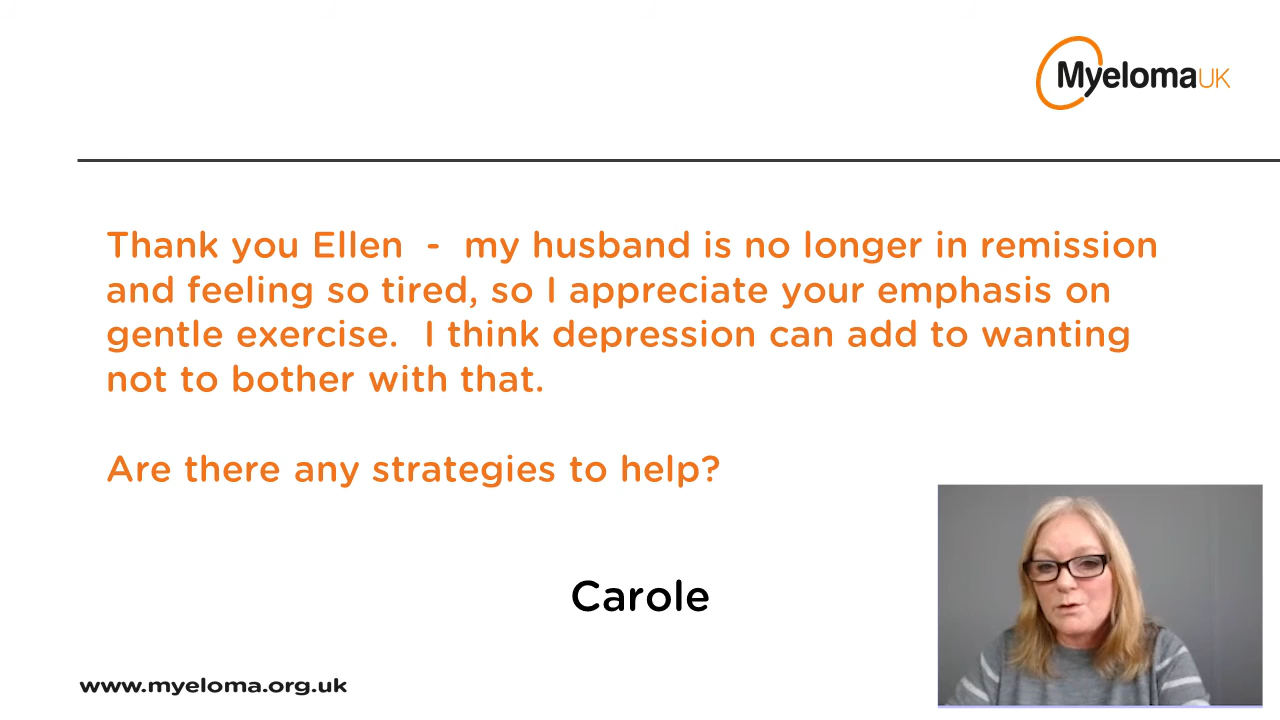 MyelomaUK
Thank you Ellen - my husband is no longer in remission
and feeling so tired, so I appreciate your emphasis on
gentle exercise. I think depression can add to wanting
not to bother with that.
Are there any strategies to help?
Carole
www.myeloma.org.uk